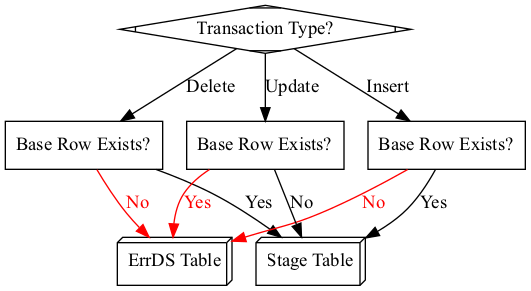 Transaction Type?
Delete
Update
Insert
Base Row Exists?
Base Row Exists?
Base Row Exists?
No
Yes
Yes
No
No
Yes
ErrDS Table
Stage Table